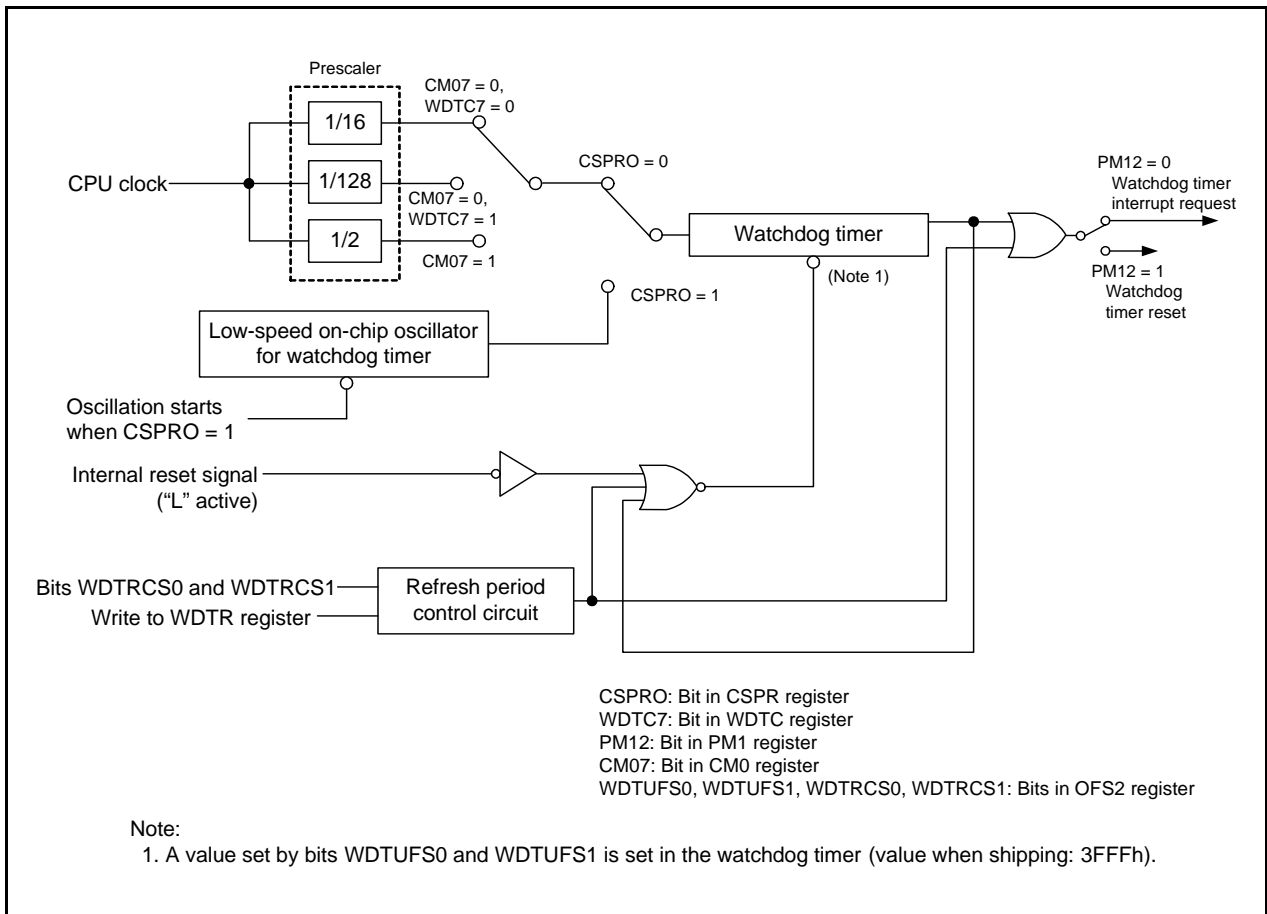 Prescaler
CM07 = 0,
WDTC7 = 0
1/16
CSPRO = 0
PM12 = 0
Watchdog timer
interrupt request
CPU clock
1/128
CM07 = 0,
WDTC7 = 1
1/2
CM07 = 1
Watchdog timer
(Note 1)
PM12 = 1
Watchdog
timer reset
CSPRO = 1
Low-speed on-chip oscillator
for watchdog timer
Oscillation starts
when CSPRO = 1
Internal reset signal
(“L” active)
Bits WDTRCS0 and WDTRCS1
Write to WDTR register
Refresh period
control circuit
CSPRO: Bit in CSPR register
WDTC7: Bit in WDTC register
PM12: Bit in PM1 register
CM07: Bit in CM0 register
WDTUFS0, WDTUFS1, WDTRCS0, WDTRCS1: Bits in OFS2 register
Note:
1. A value set by bits WDTUFS0 and WDTUFS1 is set in the watchdog timer (value when shipping: 3FFFh).